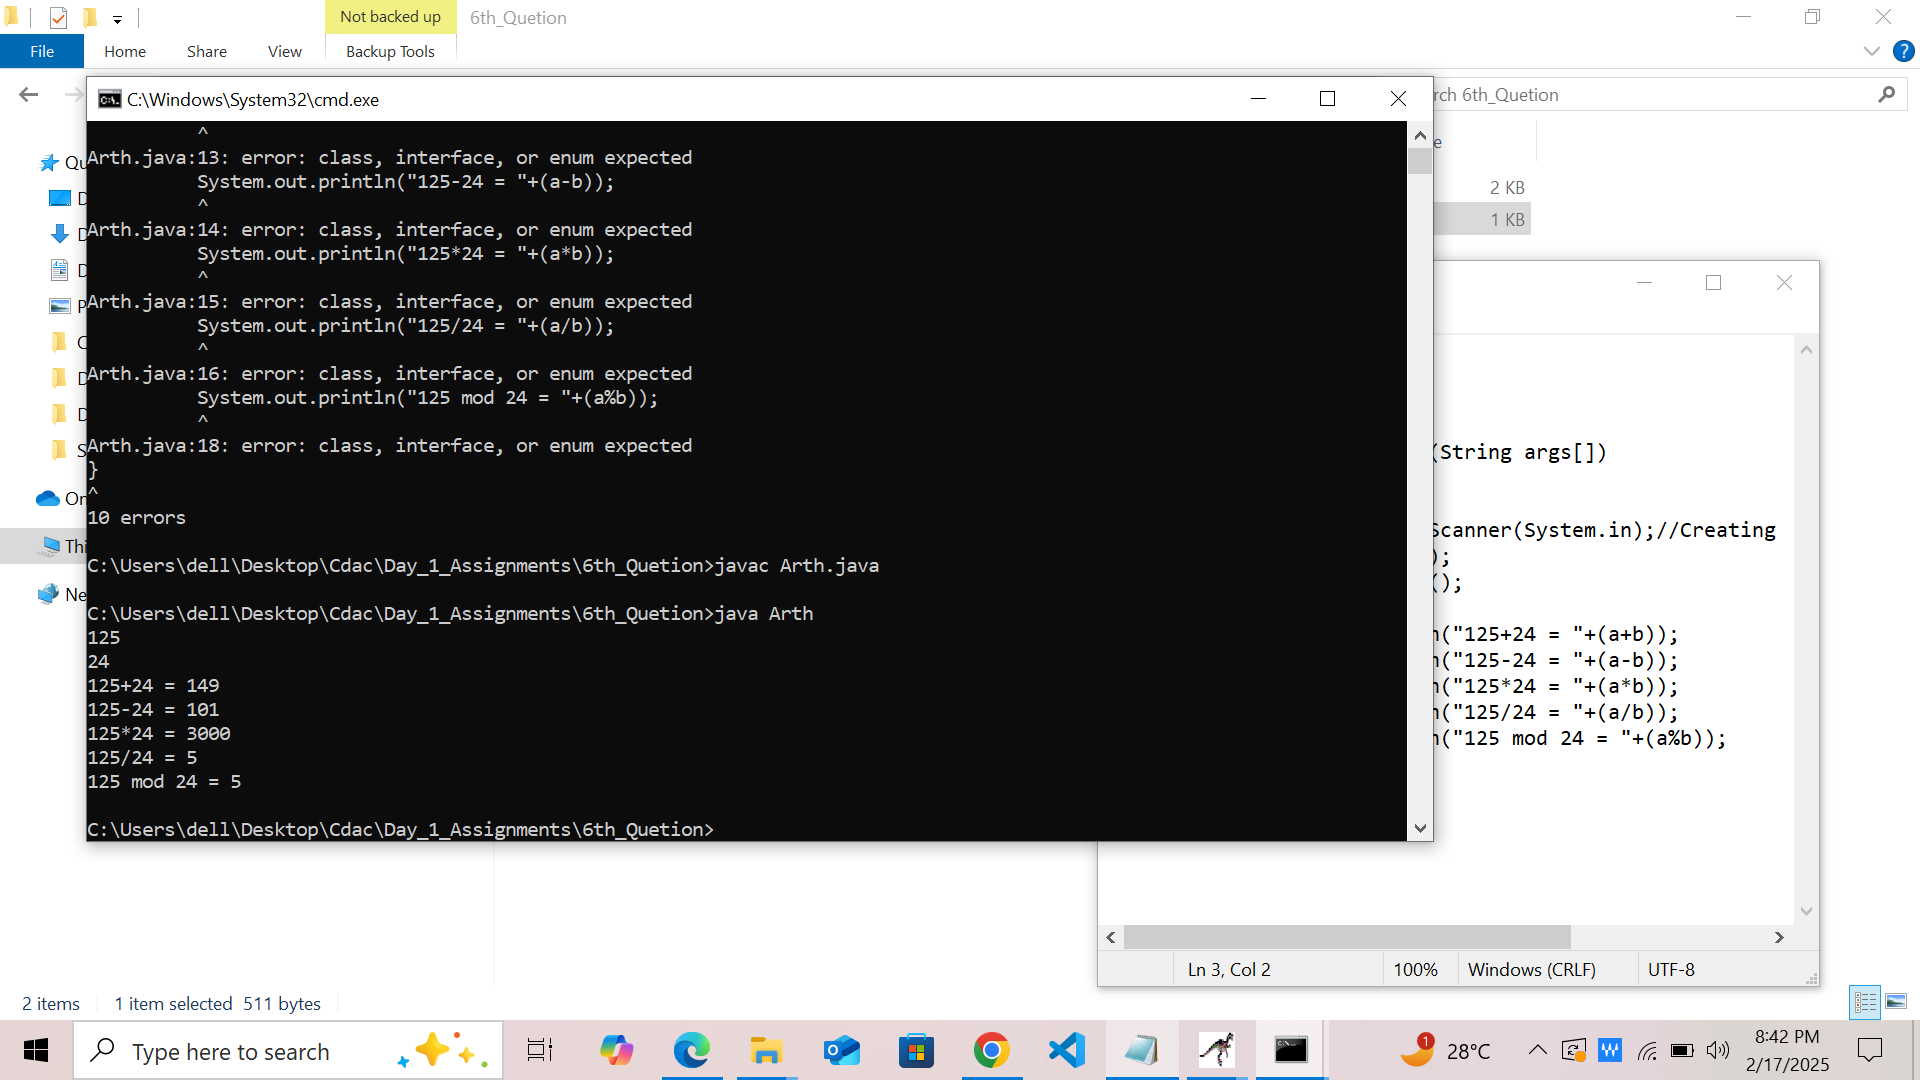 Not backed up
6th_Quetion
File
Home
Share
View
Backup Tools
?
C:\Windows\System32\cmd.exe
6th_Quetion
^
Arth.java:13: error: class, interface, or enum expected
System.out.println("125-24 = "+(a-b));
^
Arth.java:14: error: class, interface, or enum expected
System.out.println("125*24 = "+(a*b));
^
Arth.java:15: error: class, interface, or enum expected
System.out.println("125/24 = "+(a/b));
^
Arth.java:16: error: class, interface, or enum expected
System.out.println("125 mod 24 = "+(a%b));
^
Arth.java:18: error: class, interface, or enum expected
}
^
10 errors
C:\Users\dell\Desktop\Cdac\Day_1_Assignments\6th_Quetion>javac Arth.java
C:\Users\dell\Desktop\Cdac\Day_1_Assignments\6th_Quetion>java Arth
125
24
125+24 = 149
125-24 = 101
125*24 = 3000
125/24 = 5
125 mod 24 = 5
C:\Users\dell\Desktop\Cdac\Day_1_Assignments\6th_Quetion>
2 KB
1 KB
(String args[])
Scanner(System.in);//Creating
);
();
("125+24 = "+(a+b));
("125-24 = "+(a-b));
("125*24 = "+(a*b));
("125/24 = "+(a/b));
("125 mod 24 = "+(a%b));
Ln 3, Col 2
100%
Windows (CRLF)
UTF-8
2 items
1 item selected 511 bytes
Type here to search
1
28°C
8:42 PM
2/17/2025